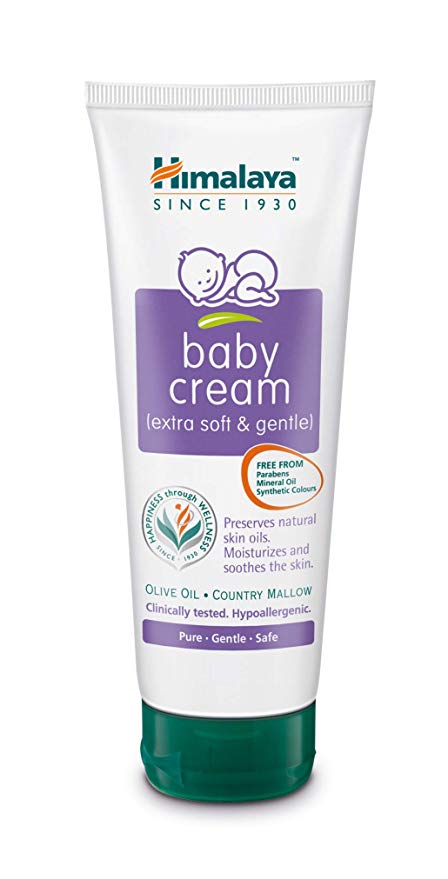 Himalaya™
SINCE 1930
baby
cream
(extra soft & gentle)
FREE FROM
Parabens
Mineral Oil
Synthetic Colours
HAPPINESS through WELLNESS
SINCE - 1930
Preserves natural
skin oils.
Moisturizes and
soothes the skin.
OLIVE OIL • COUNTRY MALLOW
Clinically tested. Hypoallergenic.
Pure • Gentle • Safe